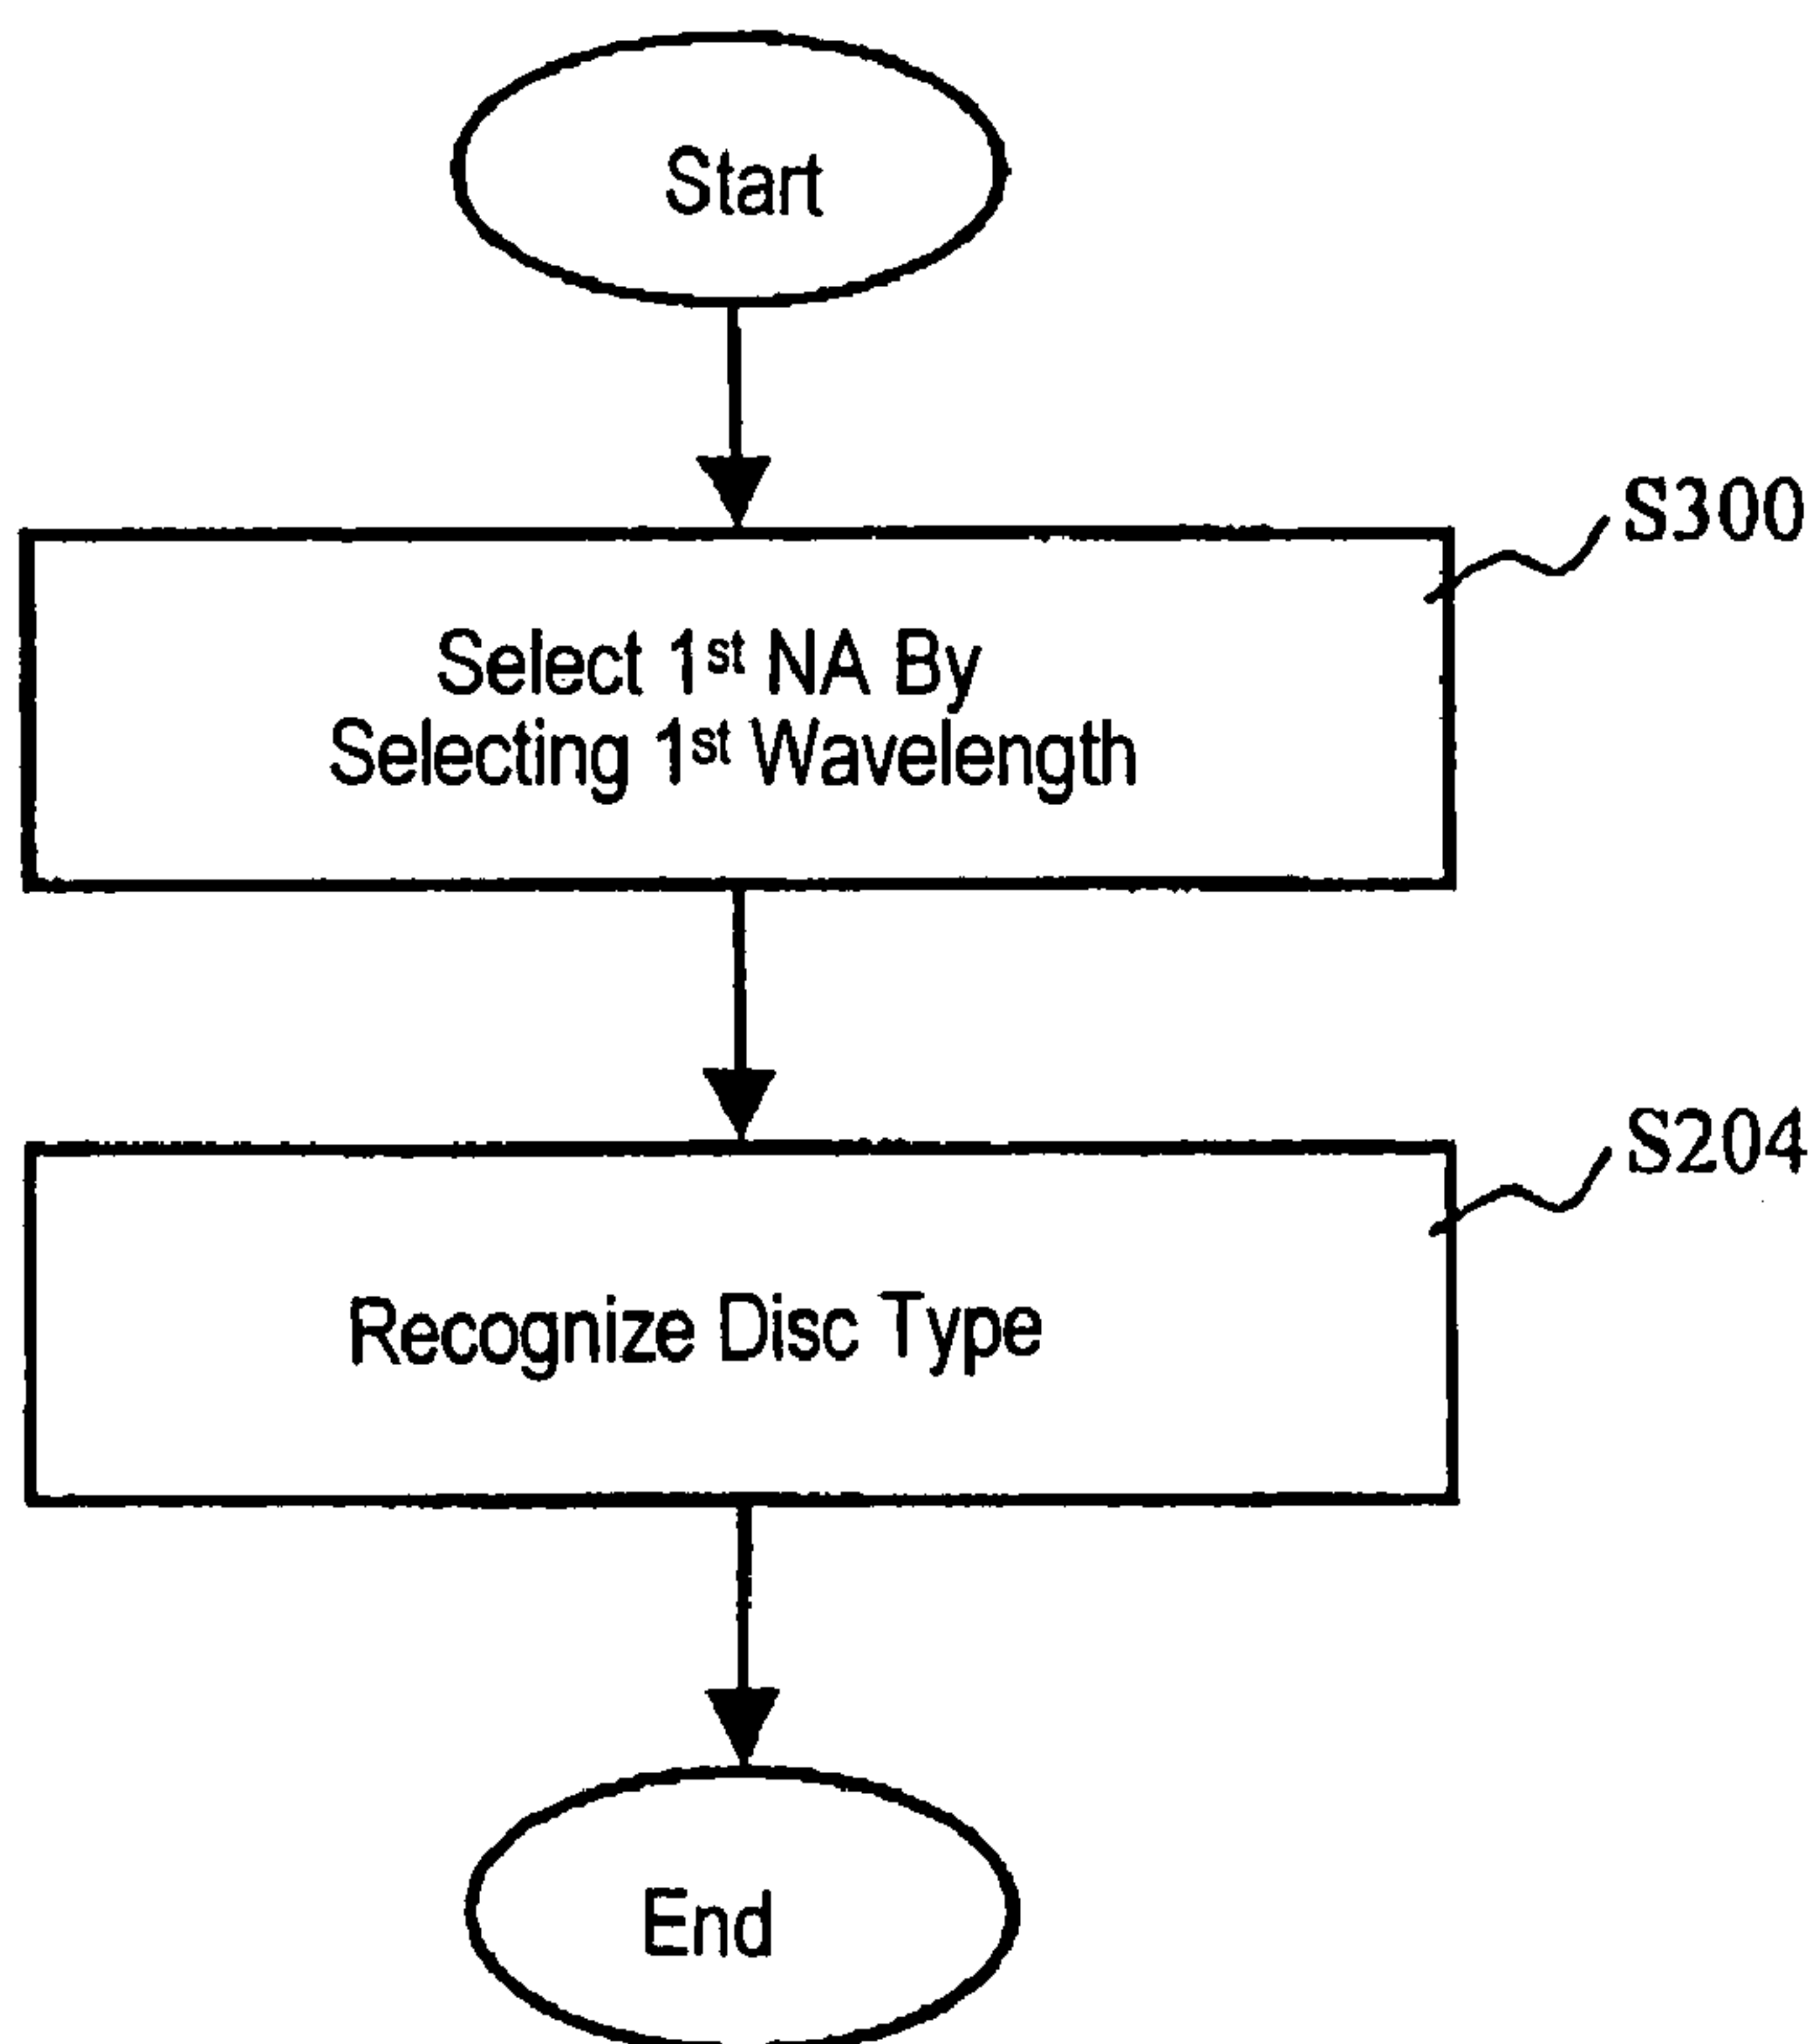 Start
S300
Select 1st NA By
Selecting 1st Wavelength
S204
Recognize Disc Type
End